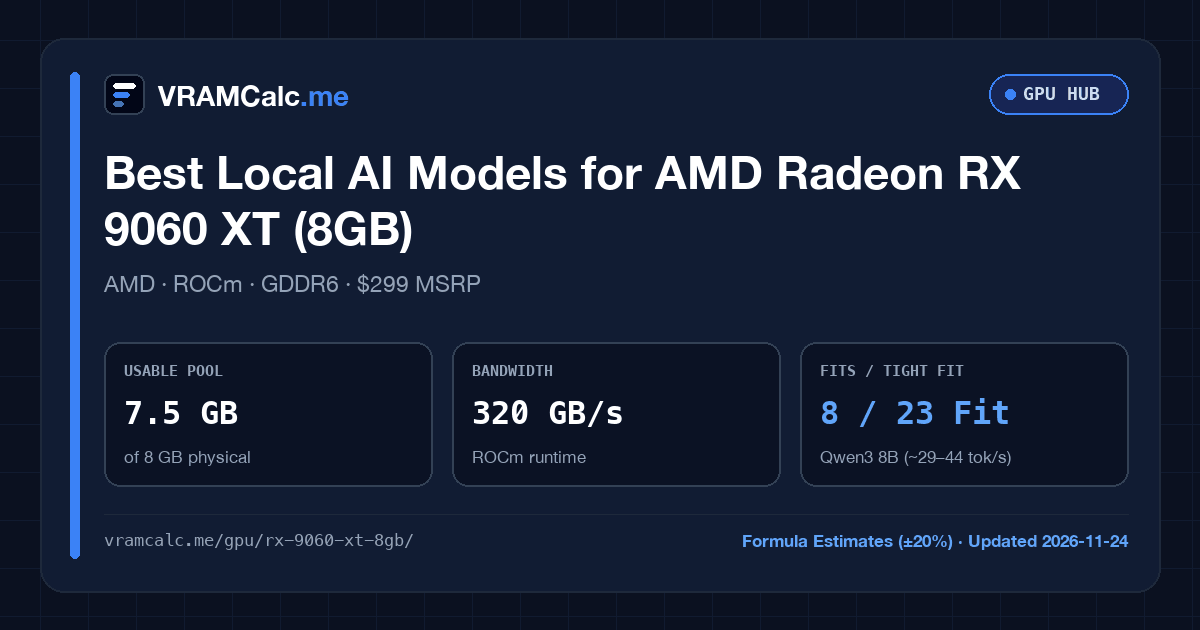 VRAMCalc.me
GPU HUB
Best Local AI Models for AMD Radeon RX
9060 XT (8GB)
AMD · ROCm · GDDR6 · $299 MSRP
USABLE POOL
7.5 GB
of 8 GB physical
BANDWIDTH
320 GB/s
ROCm runtime
FITS / TIGHT FIT
8 / 23 Fit
Qwen3 8B (~29–44 tok/s)
vramcalc.me/gpu/rx-9060-xt-8gb/
Formula Estimates (±20%) · Updated 2026-11-24